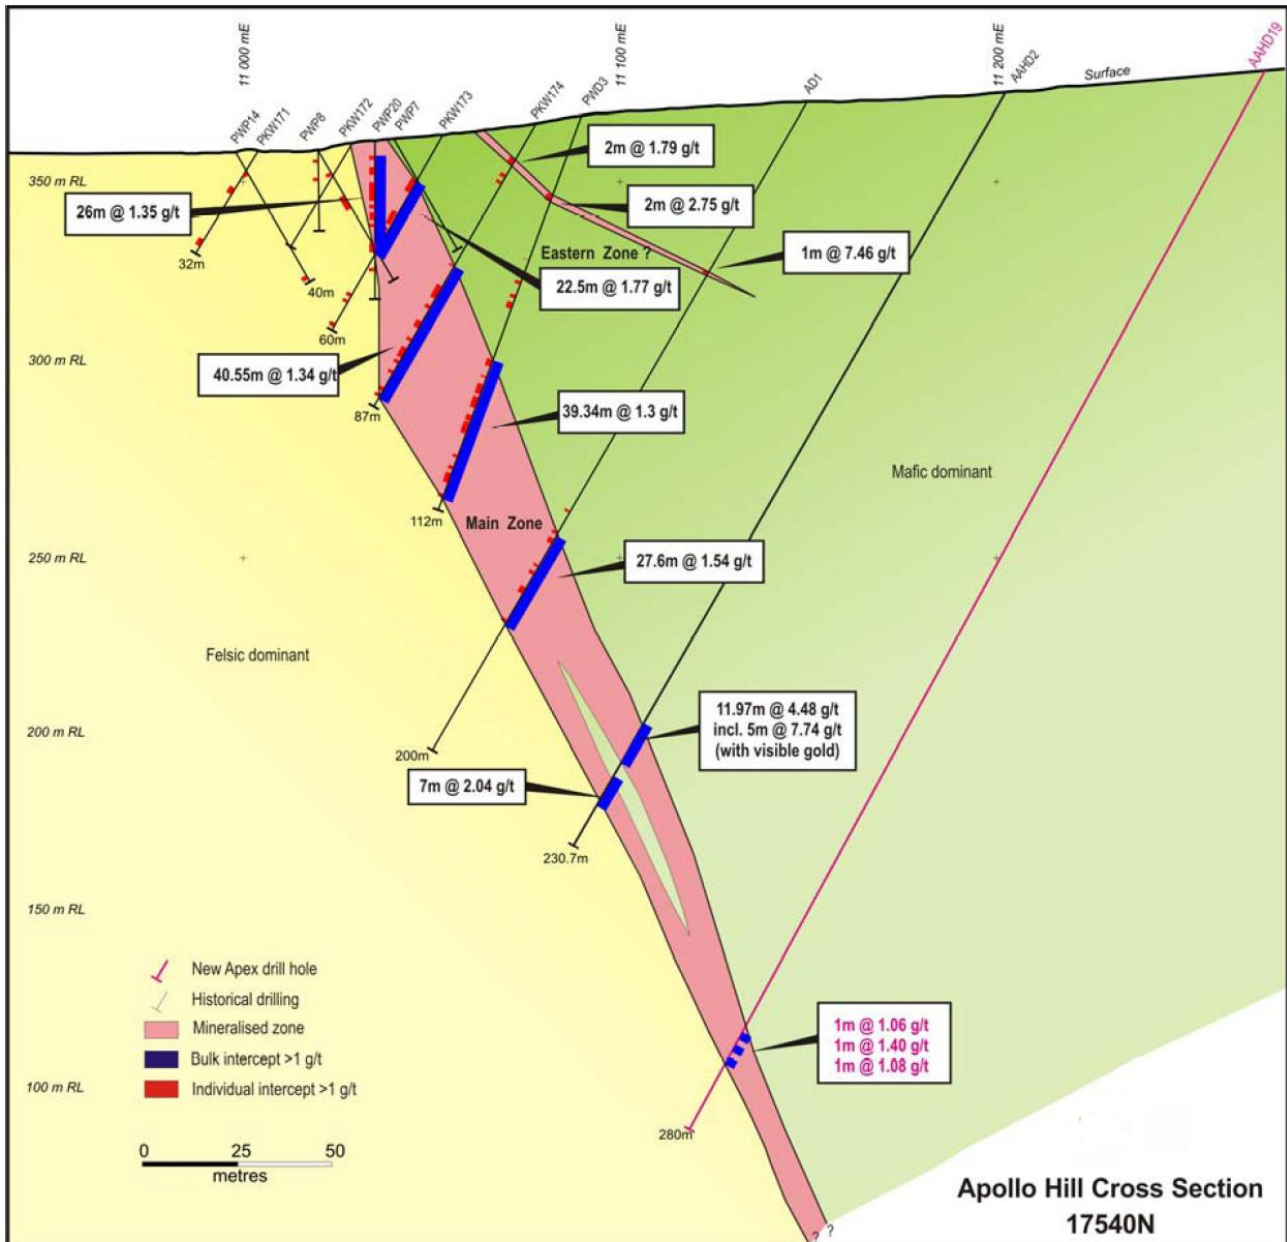 11 000 mE
11 100 mE
11 200 mE
AAHD19
PWP14
PKW171
PWP8
PKW172
PWP20
PWP7
PKW173
PKW174
PWD3
AD1
AAHD2
Surface
350 m RL
300 m RL
250 m RL
200 m RL
150 m RL
100 m RL
2m @ 1.79 g/t
2m @ 2.75 g/t
1m @ 7.46 g/t
26m @ 1.35 g/t
Eastern Zone ?
22.5m @ 1.77 g/t
32m
40m
60m
40.55m @ 1.34 g/t
87m
39.34m @ 1.3 g/t
Mafic dominant
112m
Main Zone
27.6m @ 1.54 g/t
Felsic dominant
11.97m @ 4.48 g/t
incl. 5m @ 7.74 g/t
(with visible gold)
200m
7m @ 2.04 g/t
230.7m
New Apex drill hole
Historical drilling
Mineralised zone
Bulk intercept >1 g/t
Individual intercept >1 g/t
1m @ 1.06 g/t
1m @ 1.40 g/t
1m @ 1.08 g/t
280m
0 25 50
metres
Apollo Hill Cross Section
17540N
? ?